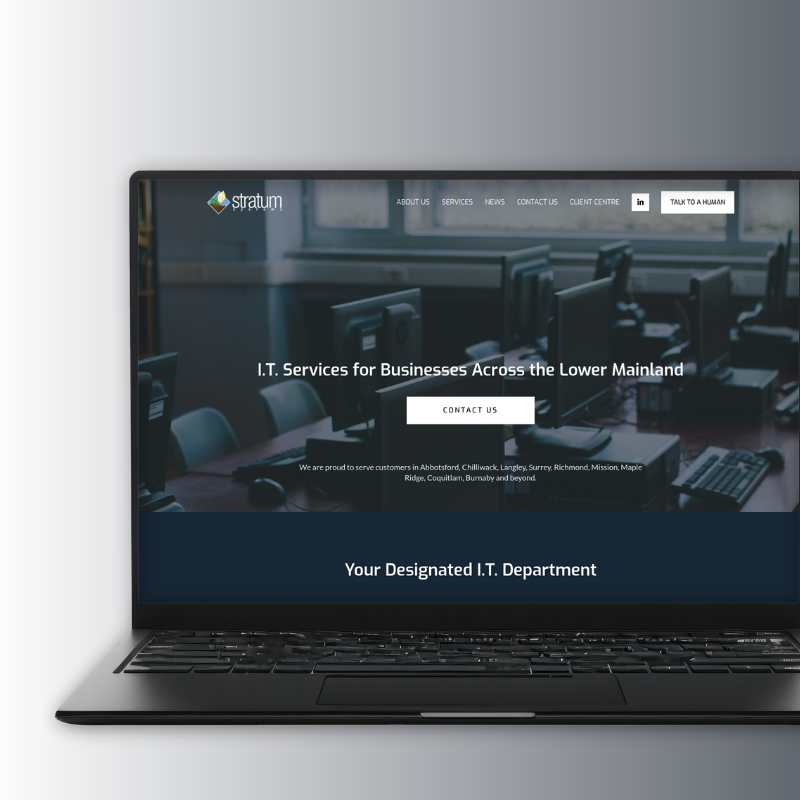 stratum
systems
ABOUT US SERVICES NEWS CONTACT US CLIENT CENTRE in TALK TO A HUMAN
I.T. Services for Businesses Across the Lower Mainland
CONTACT US
We are proud to serve customers in Abbotsford, Chilliwack, Langley, Surrey, Richmond, Mission, Maple
Ridge, Coquitlam, Burnaby and beyond.
Your Designated I.T. Department